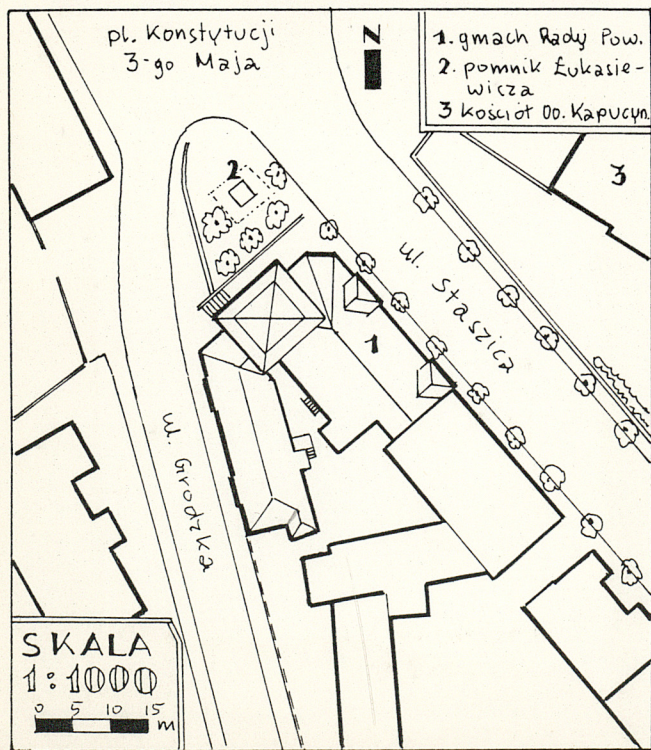 pl. Konstytucji
3-go Maja
N
1. gmach Rady Pow.
2. pomnik Łukasie-
wicza
3 Kościół Oo. Kapucyn.
2
3
ul. Staszica
1
ul. Grodzka
SKALA
1:1000
0 5 10 15
m